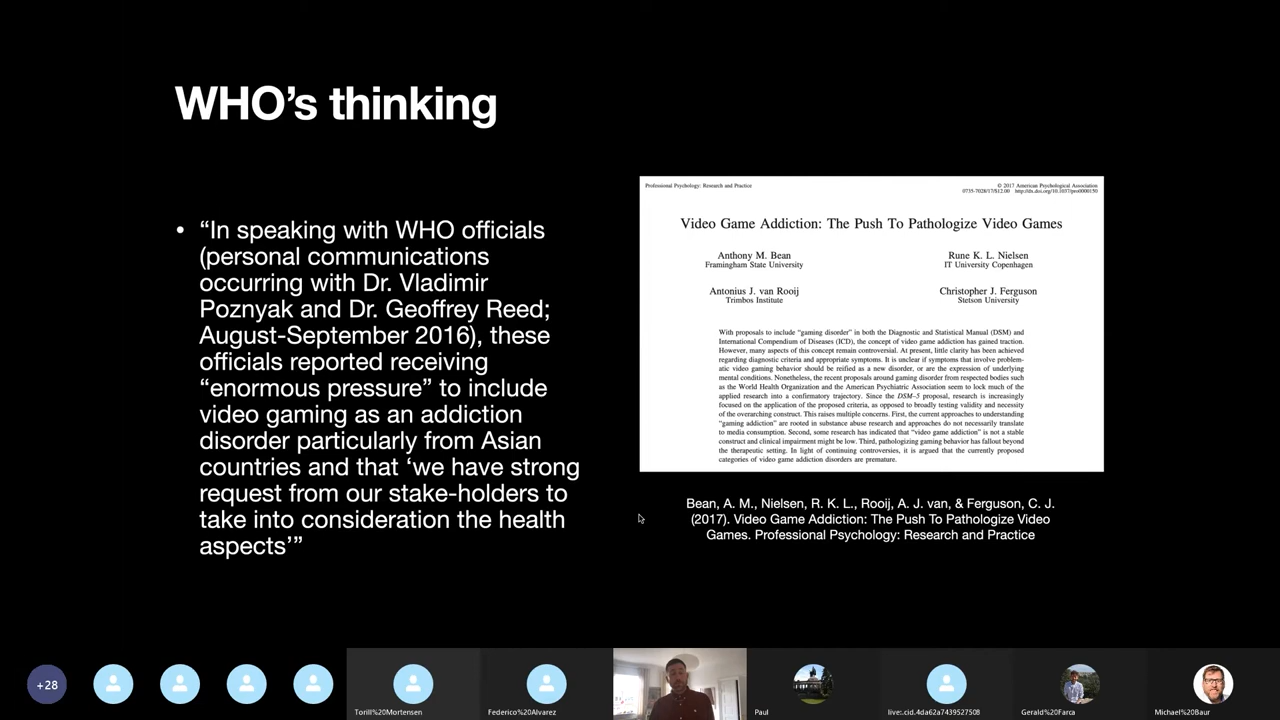 WHO’s thinking
• “In speaking with WHO officials
(personal communications
occurring with Dr. Vladimir
Poznyak and Dr. Geoffrey Reed;
August-September 2016), these
officials reported receiving
“enormous pressure” to include
video gaming as an addiction
disorder particularly from Asian
countries and that ‘we have strong
request from our stake-holders to
take into consideration the health
aspects’”
Professional Psychology: Research and Practice
© 2017 American Psychological Association
0735-7028/17/$12.00 http://dx.doi.org/10.1037/pro0000150
Video Game Addiction: The Push To Pathologize Video Games
Anthony M. Bean
Framingham State University
Rune K. L. Nielsen
IT University Copenhagen
Antonius J. van Rooij
Trimbos Institute
Christopher J. Ferguson
Stetson University
With proposals to include “gaming disorder” in both the Diagnostic and Statistical Manual (DSM) and
International Compendium of Diseases (ICD), the concept of video game addiction has gained traction.
However, many aspects of this concept remain controversial. At present, little clarity has been achieved
regarding diagnostic criteria and appropriate symptoms. It is unclear if symptoms that involve problem-
atic video gaming behavior should be reified as a new disorder, or are the expression of underlying
mental conditions. Nonetheless, the recent proposals around gaming disorder from respected bodies such
as the World Health Organization and the American Psychiatric Association seem to lock much of the
applied research into a confirmatory trajectory. Since the DSM–5 proposal, research is increasingly
focused on the application of the proposed criteria, as opposed to broadly testing validity and necessity
of the overarching construct. This raises multiple concerns. First, the current approaches to understanding
“gaming addiction” are rooted in substance abuse research and approaches do not necessarily translate
to media consumption. Second, some research has indicated that “video game addiction” is not a stable
construct and clinical impairment might be low. Third, pathologizing gaming behavior has fallout beyond
the therapeutic setting. In light of continuing controversies, it is argued that the currently proposed
categories of video game addiction disorders are premature.
Bean, A. M., Nielsen, R. K. L., Rooij, A. J. van, & Ferguson, C. J.
(2017). Video Game Addiction: The Push To Pathologize Video
Games. Professional Psychology: Research and Practice
+28
Torill%20Mortensen
Federico%20Alvarez
Paul
live:.cid.4da62a7439527508
Gerald%20Farca
Michael%20Baur